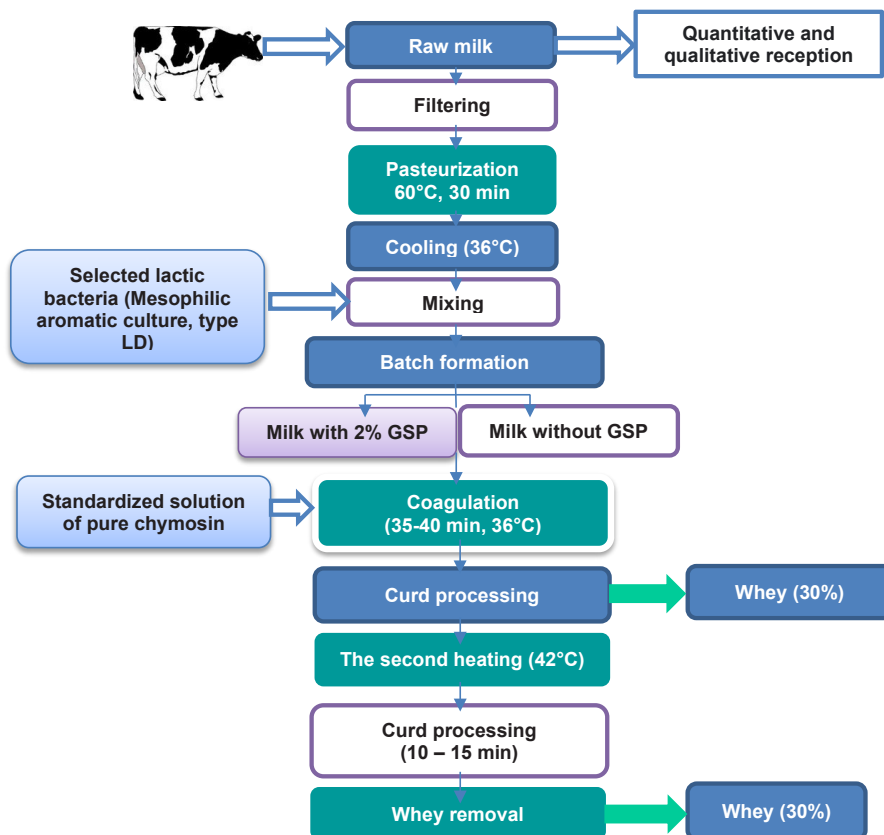 Raw milk
Quantitative and
qualitative reception
Filtering
Pasteurization
60°C, 30 min
Cooling (36°C)
Selected lactic
bacteria (Mesophilic
aromatic culture, type
LD)
Mixing
Batch formation
Milk with 2% GSP
Milk without GSP
Standardized solution
of pure chymosin
Coagulation
(35-40 min, 36°C)
Curd processing
Whey (30%)
The second heating (42°C)
Curd processing
(10 – 15 min)
Whey removal
Whey (30%)